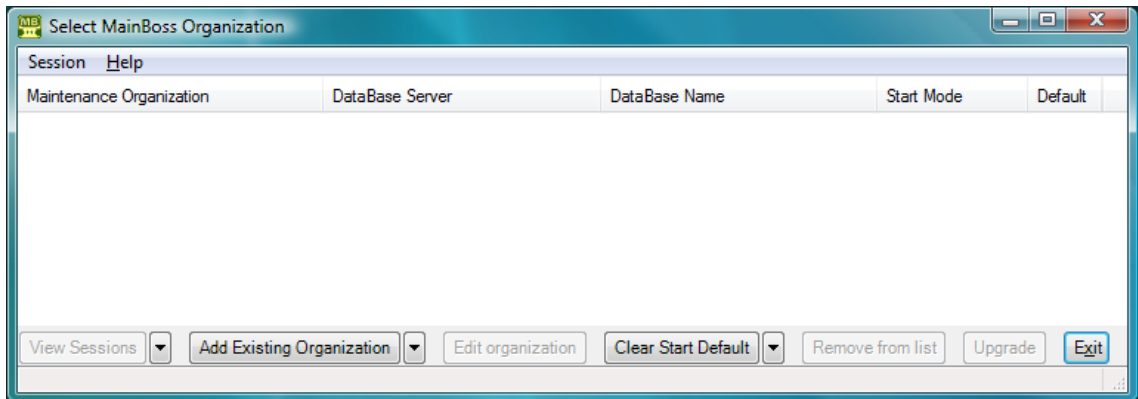 MB Select MainBoss Organization
Session Help
Maintenance Organization DataBase Server DataBase Name Start Mode Default
View Sessions Add Existing Organization Edit organization Clear Start Default Remove from list Upgrade Exit